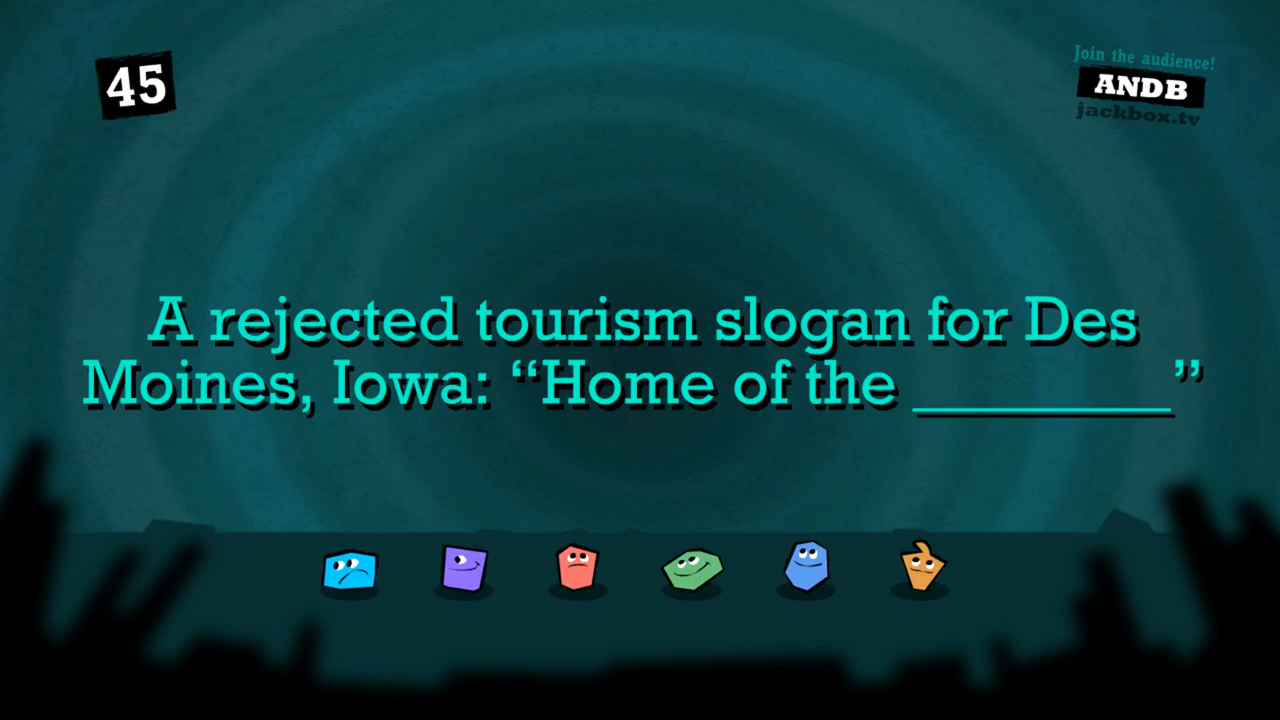 45
Join the audience!
ANDB
jackbox.tv
A rejected tourism slogan for Des
Moines, Iowa: “Home of the ________”